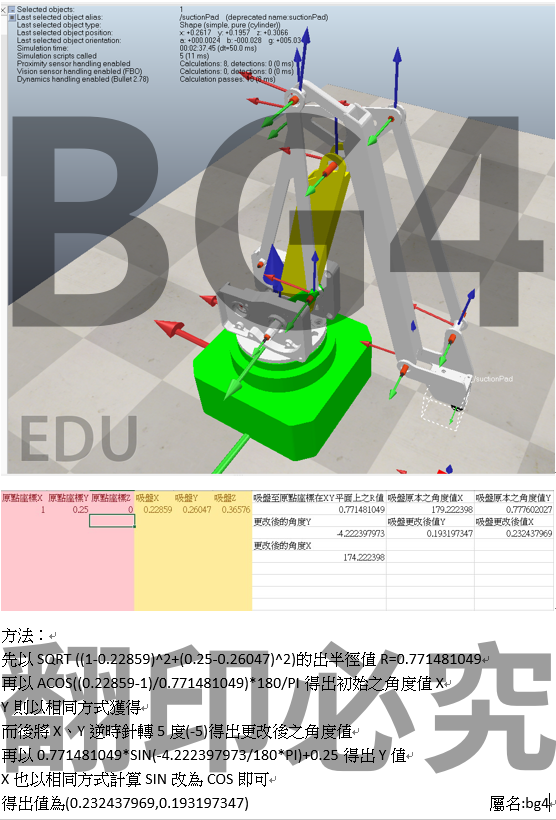 Selected objects: 1
Last selected object alias: /suctionPad (deprecated name:suctionPad)
Last selected object type: Shape (simple, pure (cylinder))
Last selected object position: x: +0.2617 y: +0.1957 z: +0.3066
Last selected object orientation: a: +000.0024 b:-000.028 g:+005.03
Simulation time: 00:02:37.45 (dt=50.0 ms)
Simulation scripts called 5 (11 ms)
Proximity sensor handling enabled Calculations: 8, detections: 0 (0 ms)
Vision sensor handling enabled (FBO) Calculations: 0, detections: 0 (0 ms)
Dynamics handling enabled (Bullet 2.78) Calculation passes: 10 (8 ms)
BG4
/suctionPad
EDU
原點座標X 原點座標Y 原點座標Z 吸盤X 吸盤Y 吸盤Z 吸盤至原點座標在XY平面上之R值 吸盤原本之角度值X 吸盤原本之角度值Y
1 0.25 0 0.22859 0.26047 0.36576 0.771481049 179.222398 0.777602027
更改後的角度Y 吸盤更改後值Y 吸盤更改後值X
-4.222397973 0.193197347 0.232437969
更改後的角度X
174.222398
翻印必究
方法：
先以 SQRT ((1-0.22859)^2+(0.25-0.26047)^2)的出半徑值 R=0.771481049
再以 ACOS((0.22859-1)/0.771481049)*180/PI 得出初始之角度值 X
Y 則以相同方式獲得
而後將 X、Y 逆時針轉 5 度(-5)得出更改後之角度值
再以 0.771481049*SIN(-4.222397973/180*PI)+0.25 得出 Y 值
X 也以相同方式計算 SIN 改為 COS 即可
得出值為(0.232437969,0.193197347) 屬名:bg4